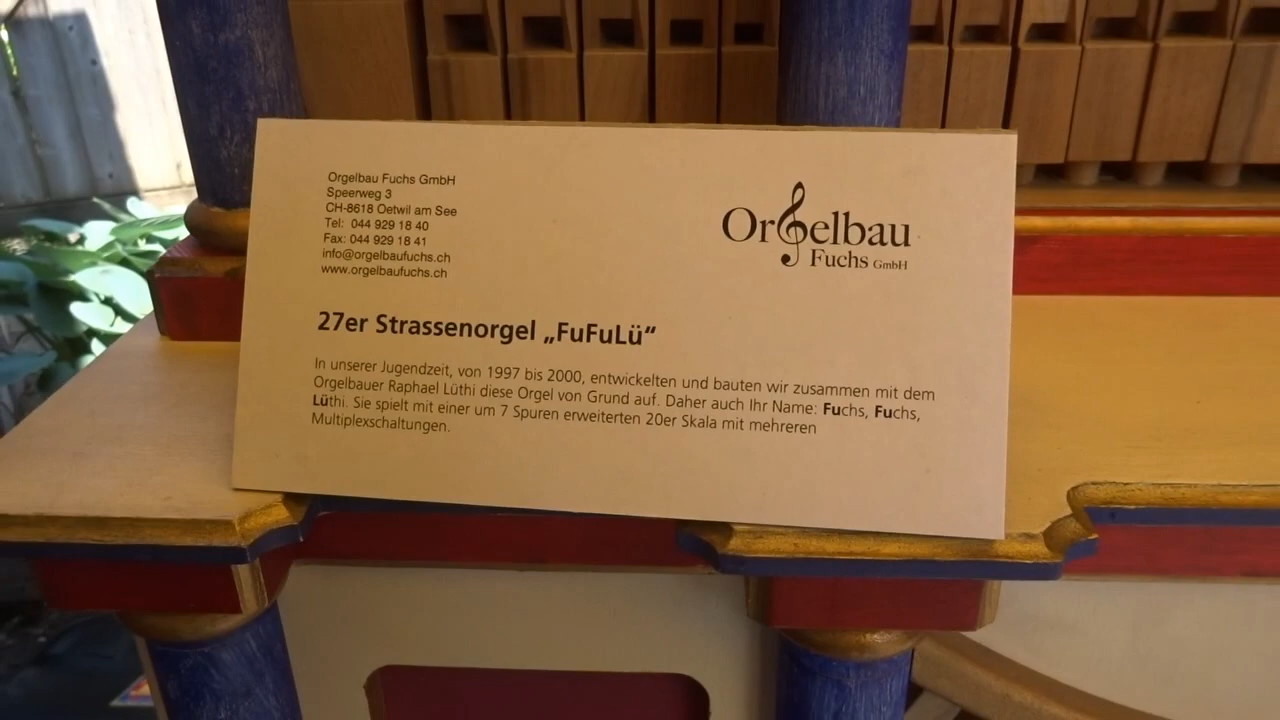 Orgelbau Fuchs GmbH
Speerweg 3
CH-8618 Oetwil am See
Tel: 044 929 18 40
Fax: 044 929 18 41
info@orgelbaufuchs.ch
www.orgelbaufuchs.ch
Orgelbau
Fuchs GmbH
27er Strassenorgel „FuFuLü“
In unserer Jugendzeit, von 1997 bis 2000, entwickelten und bauten wir zusammen mit dem
Orgelbauer Raphael Lüthi diese Orgel von Grund auf. Daher auch Ihr Name: Fuchs, Fuchs,
Lüthi. Sie spielt mit einer um 7 Spuren erweiterten 20er Skala mit mehreren
Multiplexschaltungen.